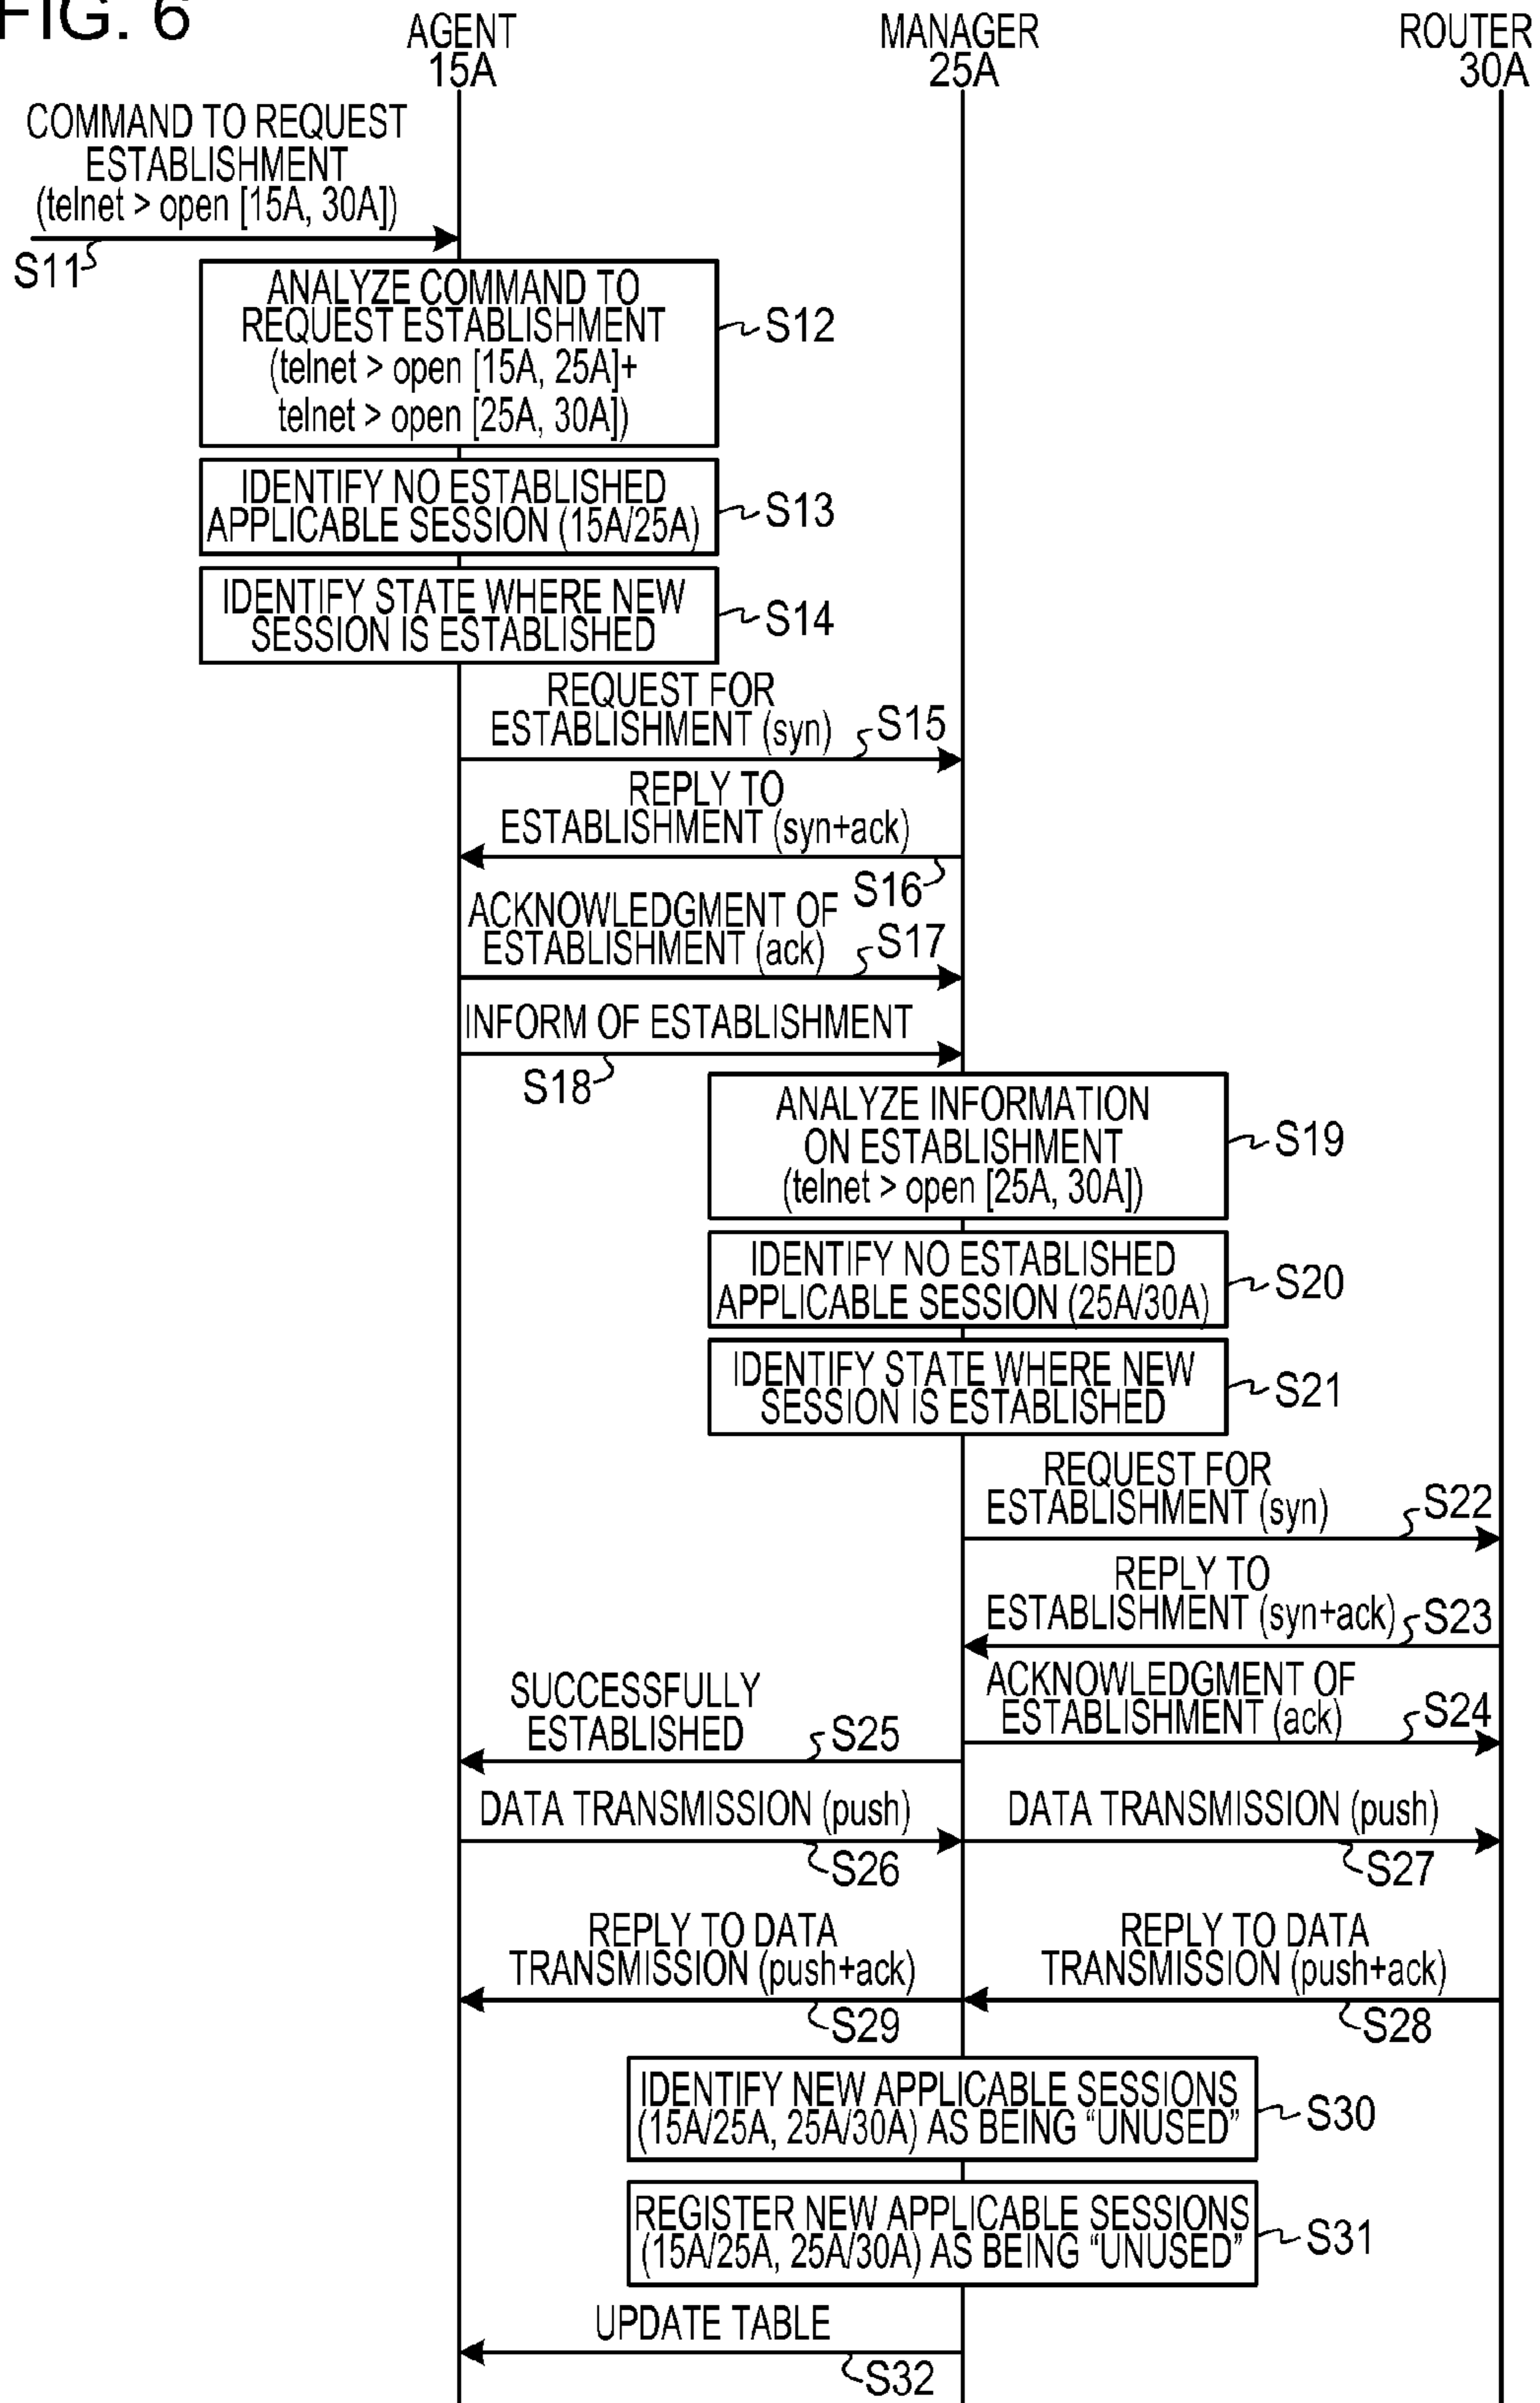 FIG. 6
AGENT
15A
MANAGER
25A
ROUTER
30A
COMMAND TO REQUEST
ESTABLISHMENT
(telnet > open [15A, 30A])
S11
ANALYZE COMMAND TO
REQUEST ESTABLISHMENT
(telnet > open [15A, 25A]+
telnet > open [25A, 30A])
S12
IDENTIFY NO ESTABLISHED
APPLICABLE SESSION (15A/25A)
S13
IDENTIFY STATE WHERE NEW
SESSION IS ESTABLISHED
S14
REQUEST FOR
ESTABLISHMENT (syn)
S15
REPLY TO
ESTABLISHMENT (syn+ack)
S16
ACKNOWLEDGMENT OF
ESTABLISHMENT (ack)
S17
INFORM OF ESTABLISHMENT
S18
ANALYZE INFORMATION
ON ESTABLISHMENT
(telnet > open [25A, 30A])
S19
IDENTIFY NO ESTABLISHED
APPLICABLE SESSION (25A/30A)
S20
IDENTIFY STATE WHERE NEW
SESSION IS ESTABLISHED
S21
REQUEST FOR
ESTABLISHMENT (syn)
S22
REPLY TO
ESTABLISHMENT (syn+ack)
S23
ACKNOWLEDGMENT OF
ESTABLISHMENT (ack)
S24
SUCCESSFULLY
ESTABLISHED
S25
DATA TRANSMISSION (push)
S26
DATA TRANSMISSION (push)
S27
REPLY TO DATA
TRANSMISSION (push+ack)
S29
REPLY TO DATA
TRANSMISSION (push+ack)
S28
IDENTIFY NEW APPLICABLE SESSIONS
(15A/25A, 25A/30A) AS BEING “UNUSED”
S30
REGISTER NEW APPLICABLE SESSIONS
(15A/25A, 25A/30A) AS BEING “UNUSED”
S31
UPDATE TABLE
S32